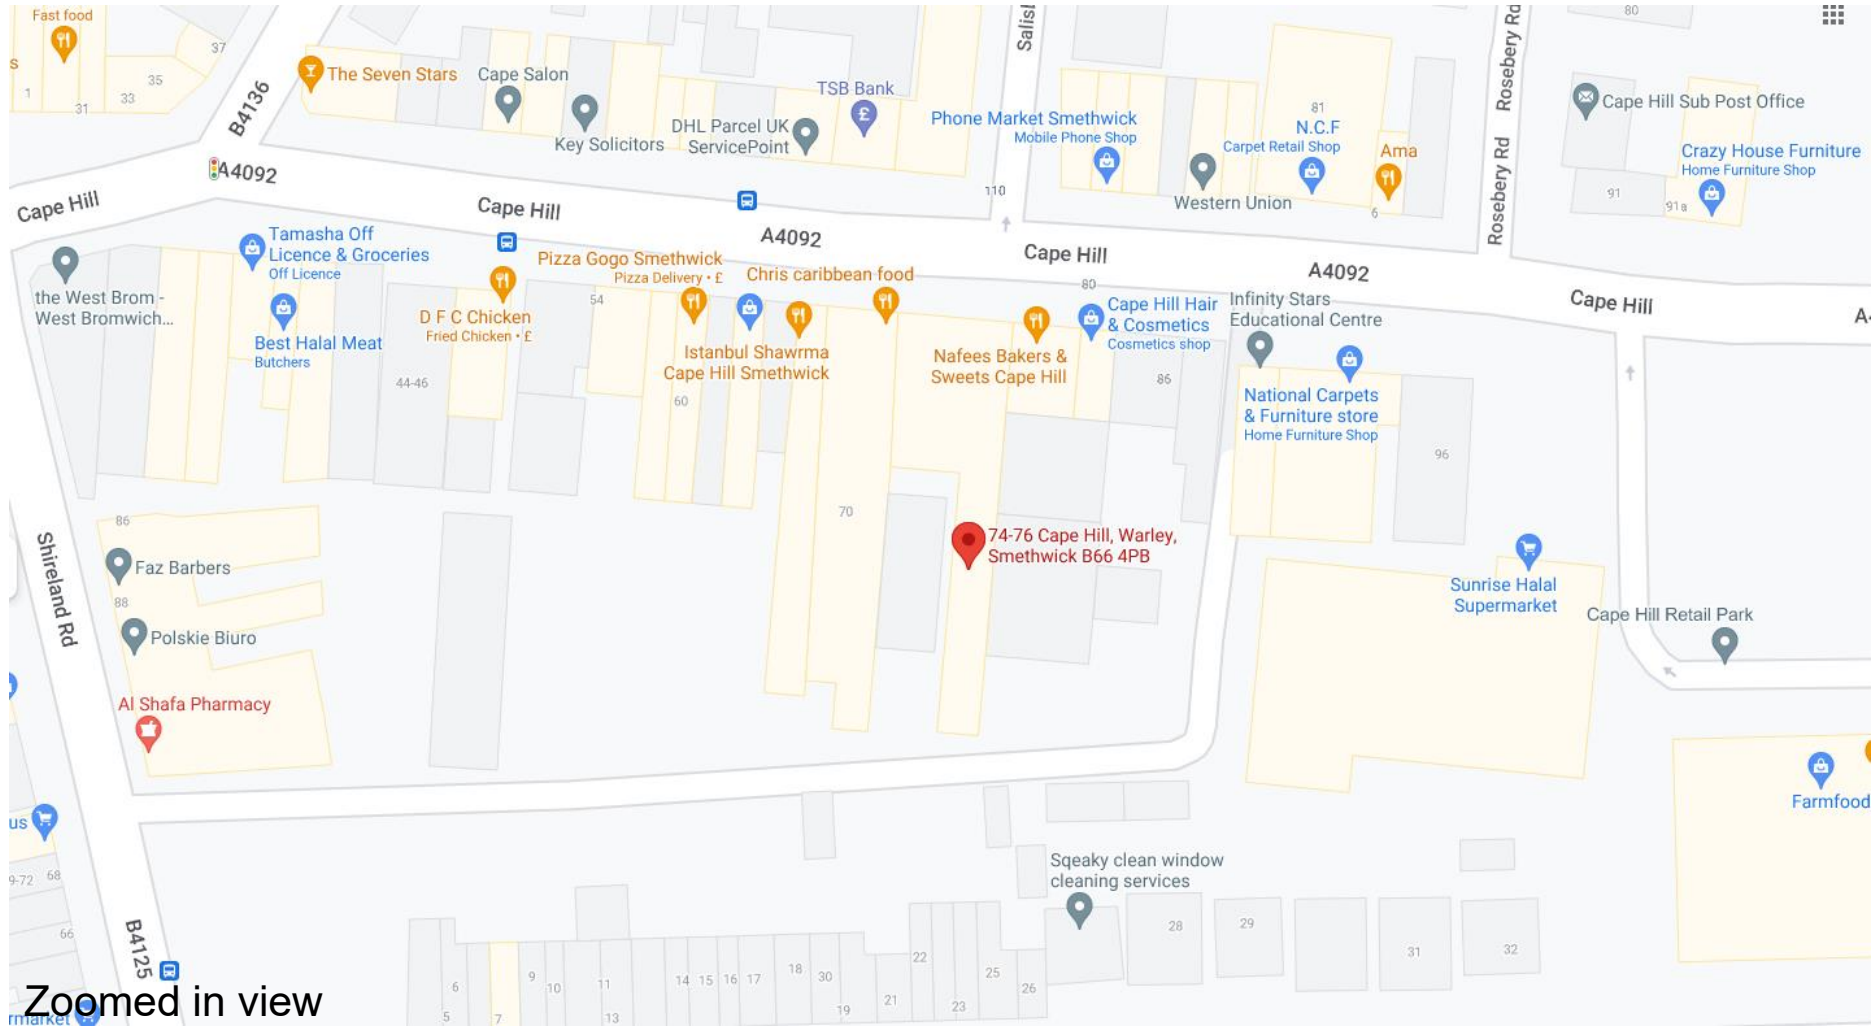 Fast food
37
s
35
33
1
31
B4136
The Seven Stars
Cape Salon
Key Solicitors
TSB Bank
DHL Parcel UK
ServicePoint
Phone Market Smethwick
Mobile Phone Shop
110
81
N.C.F
Carpet Retail Shop
Ama
6
Western Union
Rosebery Rd
Rosebery Rd
Rosebery Rd
80
Cape Hill Sub Post Office
Crazy House Furniture
Home Furniture Shop
91
91a
A4092
Cape Hill
Cape Hill
A4092
Cape Hill
A4092
Cape Hill
A
the West Brom -
West Bromwich...
Tamasha Off
Licence & Groceries
Off Licence
Best Halal Meat
Butchers
44-46
D F C Chicken
Fried Chicken • £
54
Pizza Gogo Smethwick
Pizza Delivery • £
Chris caribbean food
Istanbul Shawrma
Cape Hill Smethwick
60
70
Nafees Bakers &
Sweets Cape Hill
80
Cape Hill Hair
& Cosmetics
Cosmetics shop
86
Infinity Stars
Educational Centre
National Carpets
& Furniture store
Home Furniture Shop
96
74-76 Cape Hill, Warley,
Smethwick B66 4PB
Sunrise Halal
Supermarket
Cape Hill Retail Park
Farmfood
Shireland Rd
86
Faz Barbers
88
Polskie Biuro
Al Shafa Pharmacy
us
9-72
68
66
B4125
Sqeaky clean window
cleaning services
5
6
7
9
10
11
13
14
15
16
17
18
30
19
21
22
23
25
26
28
29
31
32
Zoomed in view
rmarket